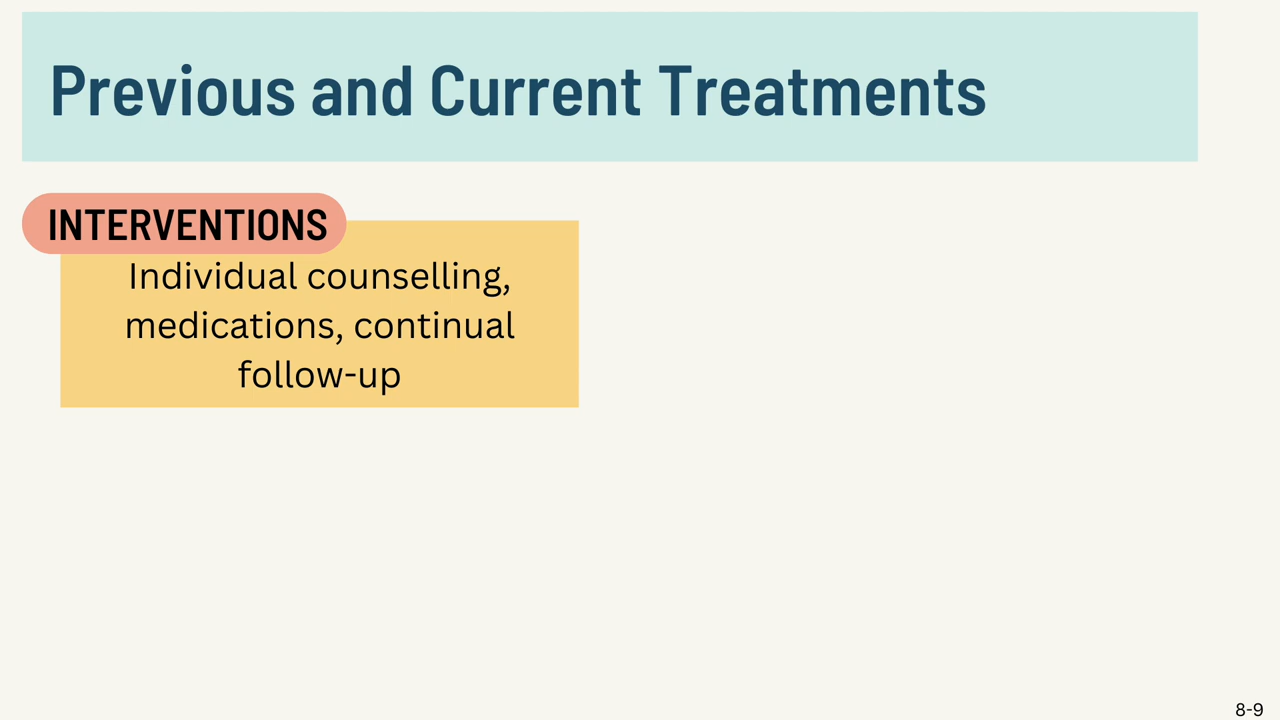 Previous and Current Treatments
INTERVENTIONS
Individual counselling,
medications, continual
follow-up
8-9